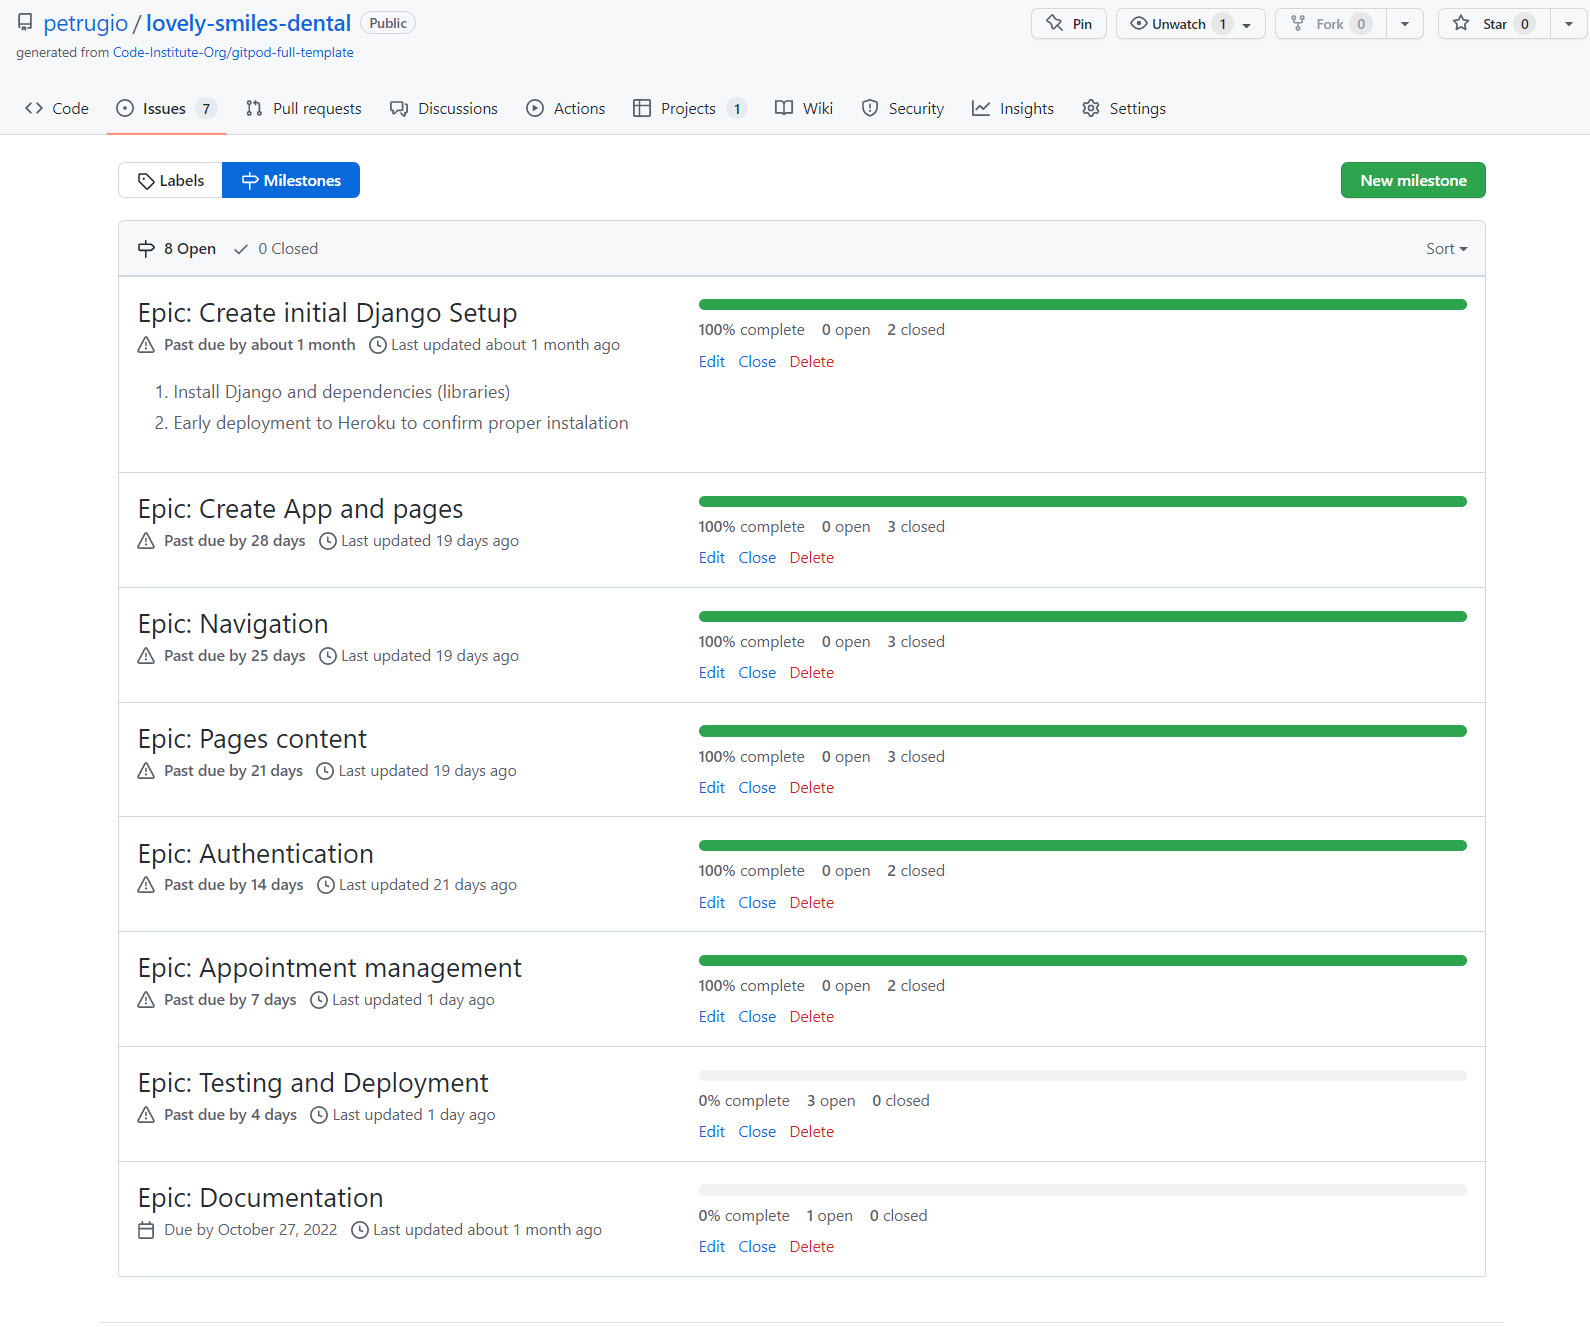 petrugio / lovely-smiles-dental Public
Pin Unwatch 1 Fork 0 Star 0
generated from Code-Institute-Org/gitpod-full-template
Code Issues 7 Pull requests Discussions Actions Projects 1 Wiki Security Insights Settings
Labels Milestones New milestone
8 Open 0 Closed Sort
Epic: Create initial Django Setup
Past due by about 1 month Last updated about 1 month ago
1. Install Django and dependencies (libraries)
2. Early deployment to Heroku to confirm proper instalation
100% complete 0 open 2 closed
Edit Close Delete
Epic: Create App and pages
Past due by 28 days Last updated 19 days ago
100% complete 0 open 3 closed
Edit Close Delete
Epic: Navigation
Past due by 25 days Last updated 19 days ago
100% complete 0 open 3 closed
Edit Close Delete
Epic: Pages content
Past due by 21 days Last updated 19 days ago
100% complete 0 open 3 closed
Edit Close Delete
Epic: Authentication
Past due by 14 days Last updated 21 days ago
100% complete 0 open 2 closed
Edit Close Delete
Epic: Appointment management
Past due by 7 days Last updated 1 day ago
100% complete 0 open 2 closed
Edit Close Delete
Epic: Testing and Deployment
Past due by 4 days Last updated 1 day ago
0% complete 3 open 0 closed
Edit Close Delete
Epic: Documentation
Due by October 27, 2022 Last updated about 1 month ago
0% complete 1 open 0 closed
Edit Close Delete